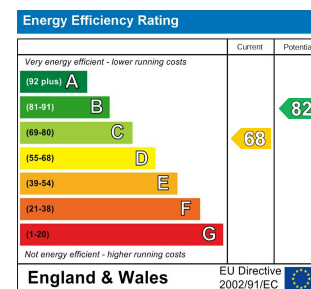 Energy Efficiency Rating
Current Potentia
Very energy efficient - lower running costs
(92 plus) A
(81-91) B
(69-80) C
(55-68) D
(39-54) E
(21-38) F
(1-20) G
68
82
Not energy efficient - higher running costs
England & Wales
EU Directive
2002/91/EC